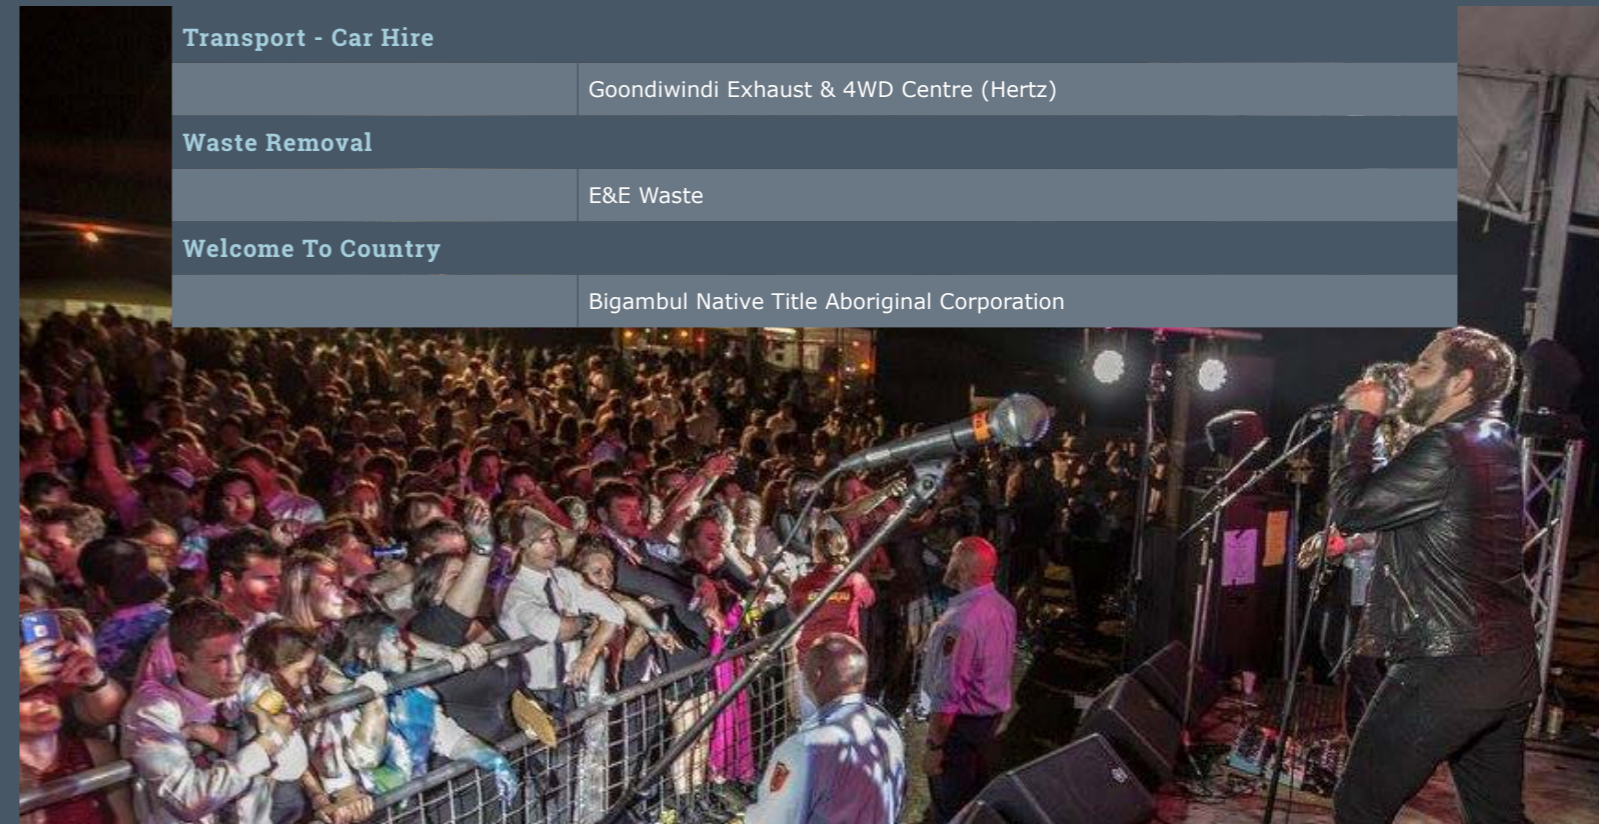 Transport - Car Hire
Goondiwindi Exhaust & 4WD Centre (Hertz)
Waste Removal
E&E Waste
Welcome To Country
Bigambul Native Title Aboriginal Corporation